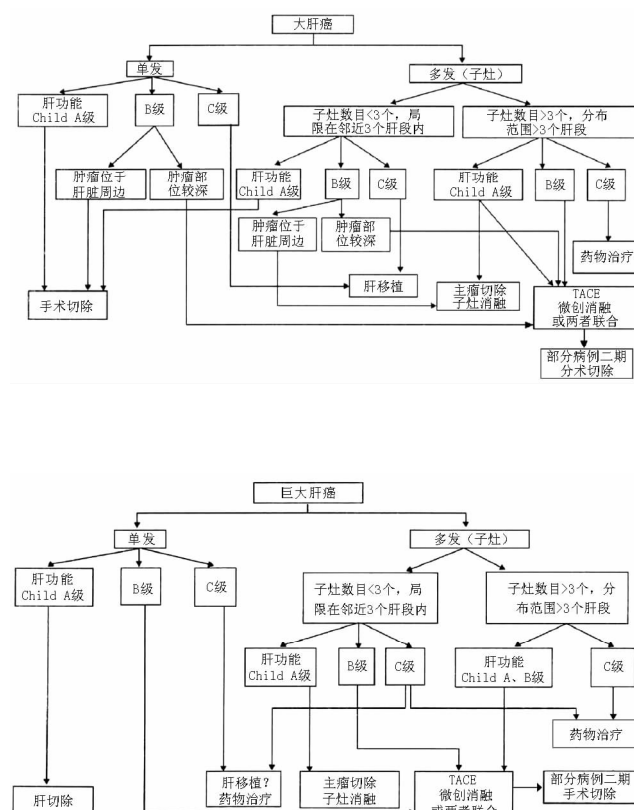 大肝癌
单发
多发（子灶）
肝功能
Child A级
B级
C级
子灶数目<3个，局
限在邻近3个肝段内
子灶数目>3个，分布
范围>3个肝段
肿瘤位于
肝脏周边
肿瘤部
位较深
肝功能
Child A级
B级
C级
肝功能
Child A级
B级
C级
肿瘤位于
肝脏周边
肿瘤部
位较深
药物治疗
手术切除
肝移植
主瘤切除
子灶消融
TACE
微创消融
或两者联合
部分病例二期
分术切除
巨大肝癌
单发
多发（子灶）
肝功能
Child A级
B级
C级
子灶数目<3个，局
限在邻近3个肝段内
子灶数目>3个，分
布范围>3个肝段
肝功能
Child A级
B级
C级
肝功能
Child A、B级
C级
药物治疗
肝切除
肝移植？
药物治疗
主瘤切除
子灶消融
TACE
微创消融
或两者联合
部分病例二期
手术切除